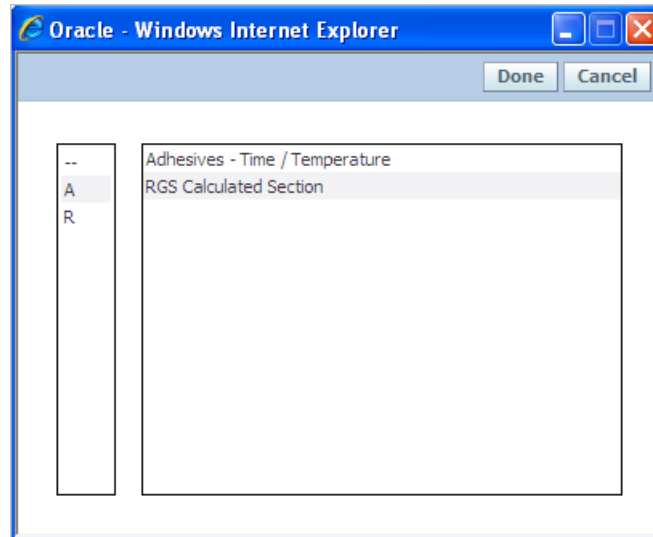 Oracle - Windows Internet Explorer
Done Cancel
--
A
R
Adhesives - Time / Temperature
RGS Calculated Section